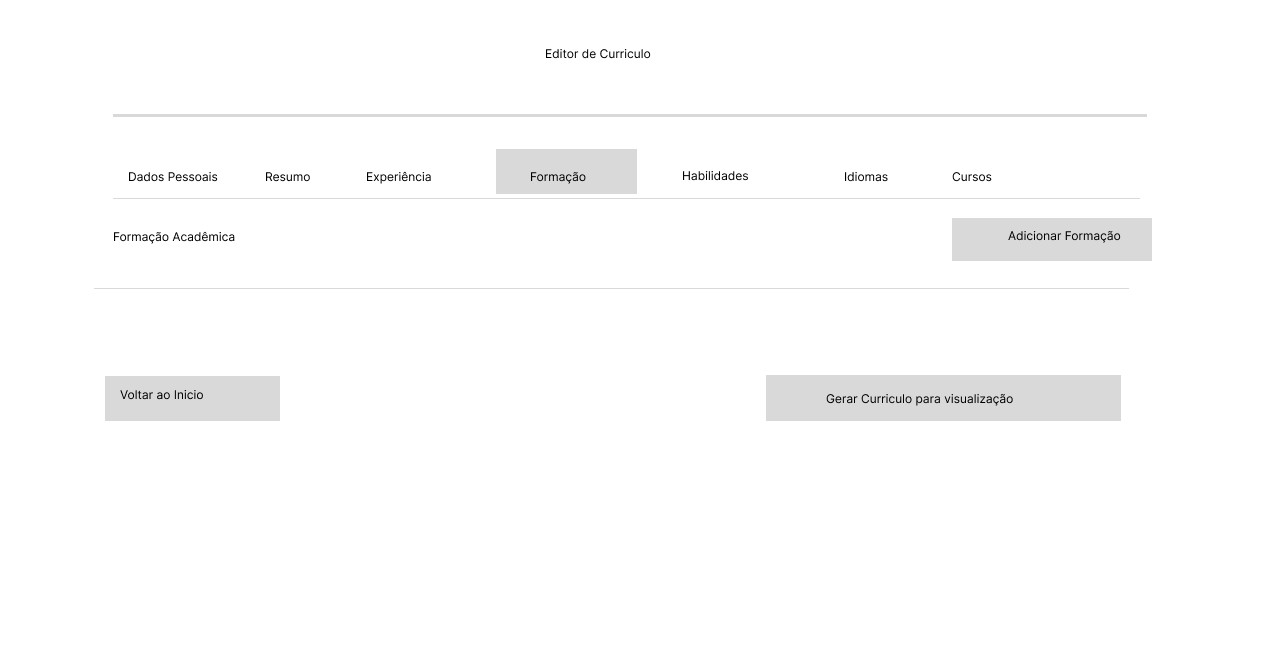 Editor de Curriculo
Dados Pessoais Resumo Experiência Formação Habilidades Idiomas Cursos
Formação Acadêmica Adicionar Formação
Voltar ao Inicio Gerar Curriculo para visualização